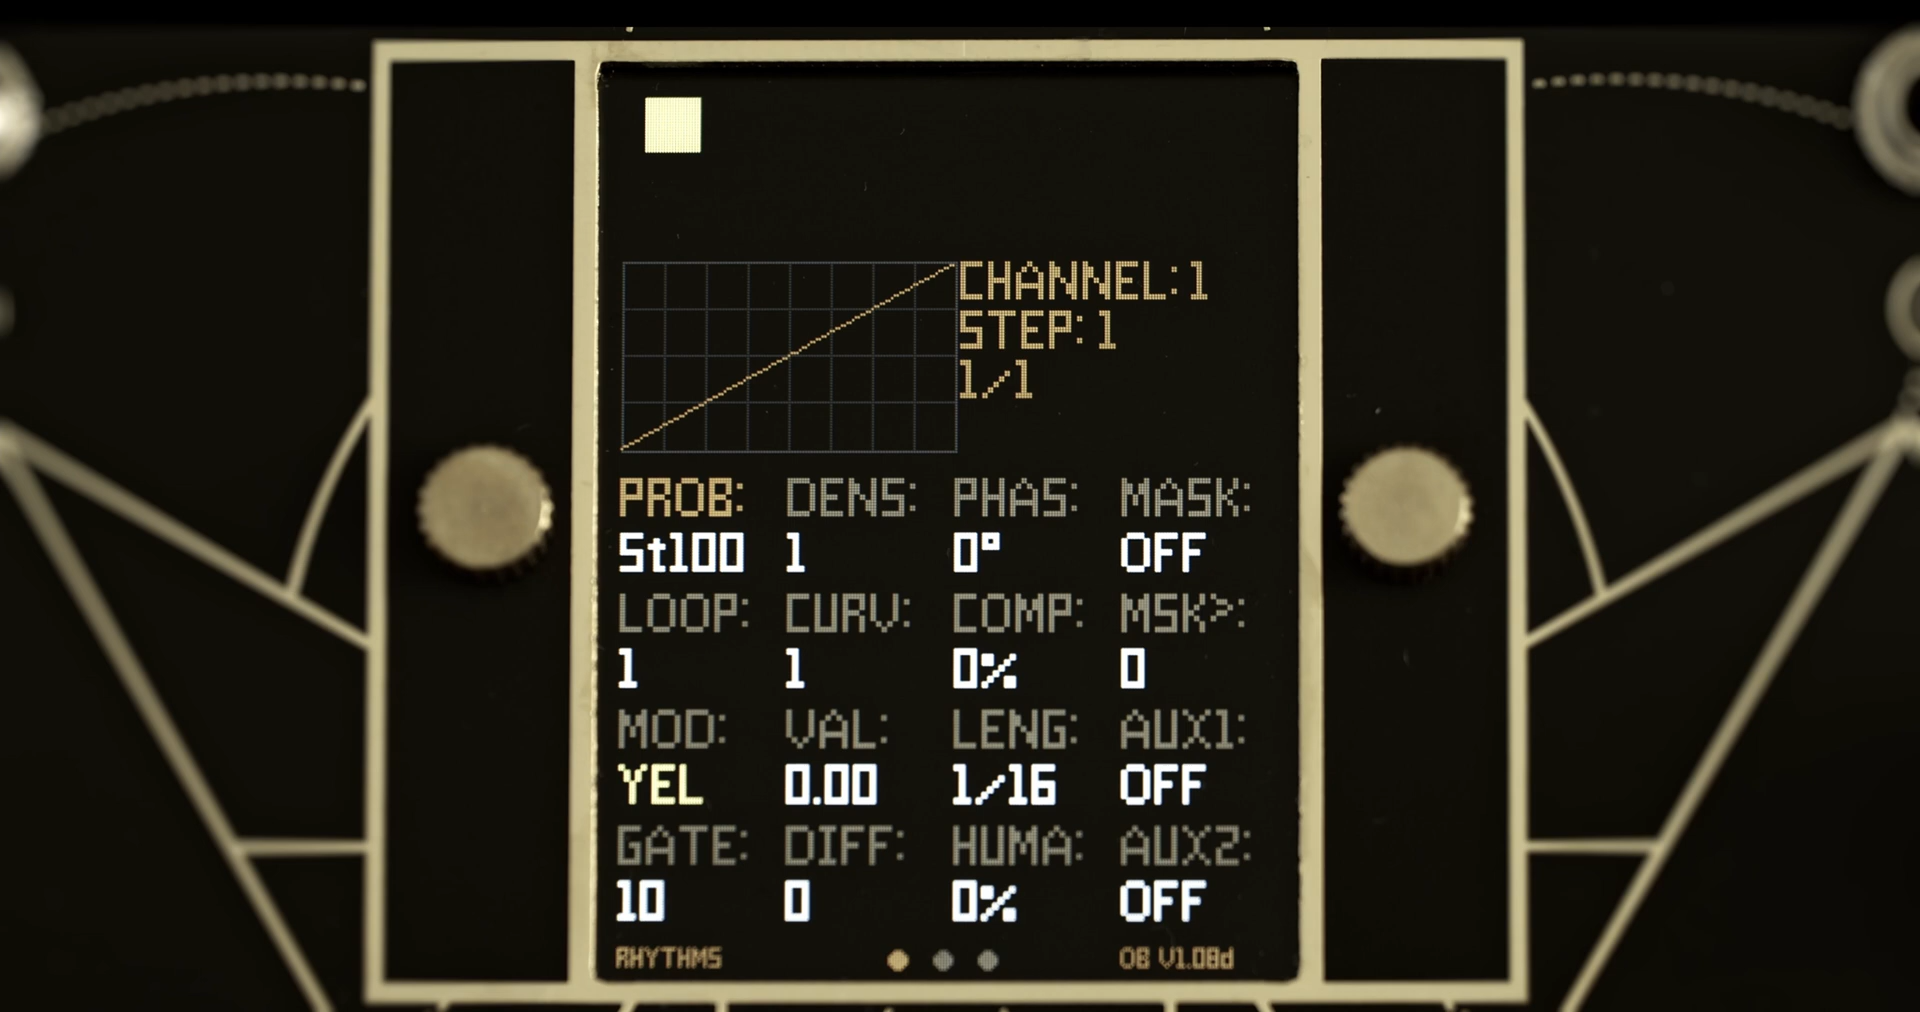 CHANNEL:1
STEP:1
1/1
PROB: DENS: PHAS: MASK:
St100 1 0° OFF
LOOP: CURV: COMP: MSK>:
1 1 0% 0
MOD: VAL: LENG: AUX1:
YEL 0.00 1/16 OFF
GATE: DIFF: HUMA: AUX2:
10 0 0% OFF
RHYTHMS OB V1.08d